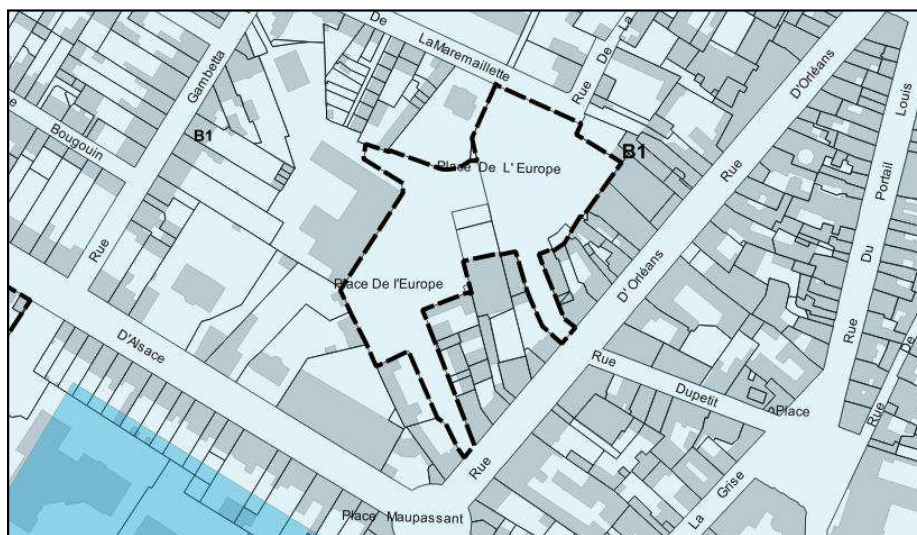 De
LaMaremaillette
Rue De La
D'Orléans
Louis
Gambetta
B1
B1
Bougouin
Place De L' Europe
Rue
Portail
Du
Rue
D' Orléans
Place De l'Europe
D'Alsace
Rue
Rue
Dupetit
Place
Rue De
Rue
Grise
La
Place Maupassant